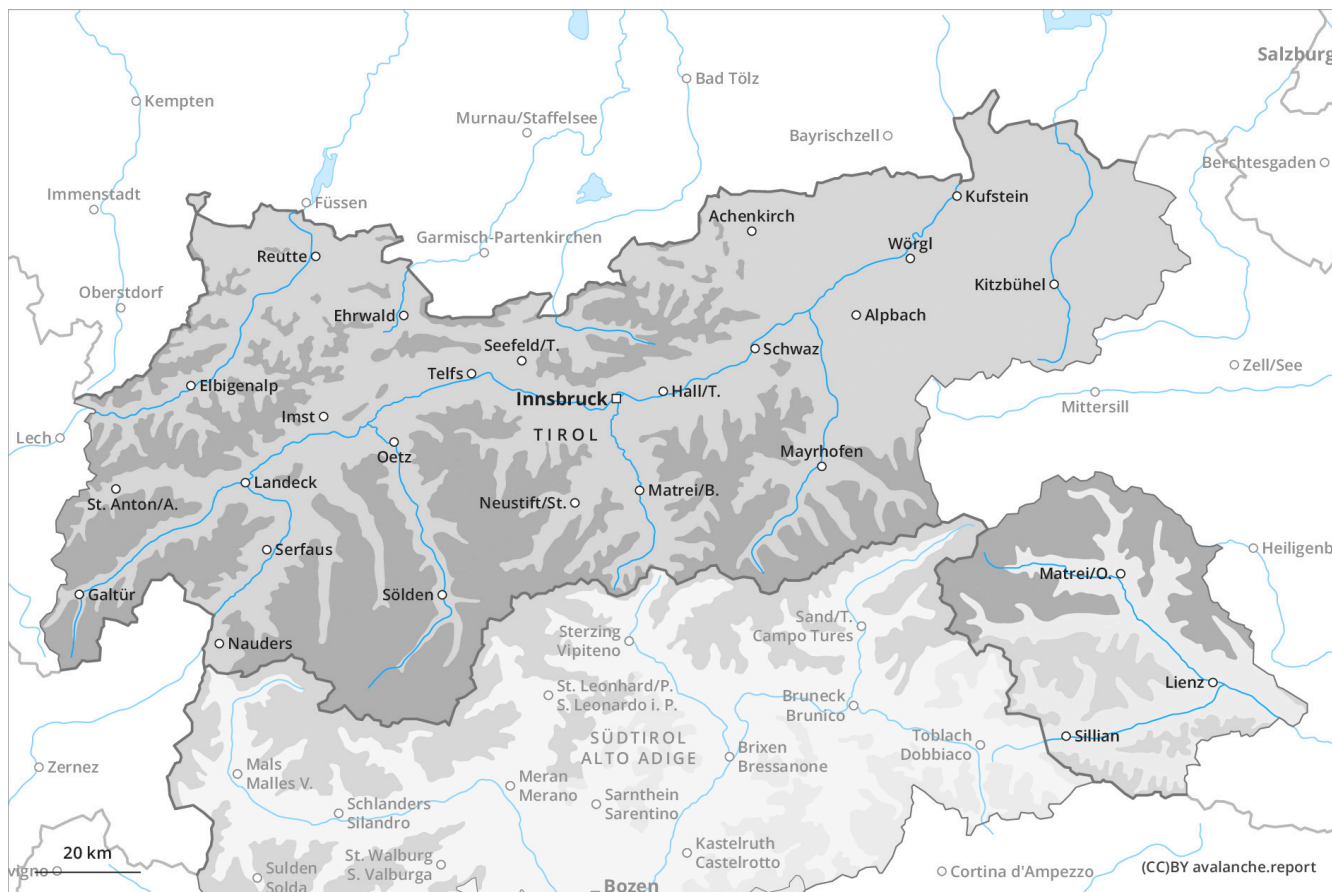 Salzburg
Bad Tölz
Kempten
Murnau/Staffelsee
Bayrischzell
Berchtesgaden
Immenstadt
Füssen
Kufstein
Achenkirch
Garmisch-Partenkirchen
Wörgl
Reutte
Kitzbühel
Oberstdorf
Ehrwald
Alpbach
Seefeld/T.
Schwaz
Zell/See
Telfs
Elbigenalp
Hall/T.
Innsbruck
Mittersill
Imst
TIROL
Lech
Oetz
Mayrhofen
Landeck
Matrei/B.
St. Anton/A.
Neustift/St.
Serfaus
Heiligenb
Matrei/O.
Galtür
Sölden
Sand/T.
Campo Tures
Sterzing
Vipiteno
Nauders
Lienz
St. Leonhard/P.
S. Leonardo i. P.
Bruneck
Brunico
SÜDTIROL
ALTO ADIGE
Toblach
Dobbiaco
Sillian
Brixen
Bressanone
Mals
Malles V.
Zernez
Meran
Merano
Schlanders
Silandro
Sarnthein
Sarentino
Kastelruth
Castelrotto
20 km
St. Walburg
S. Valburga
vigno
Sulden
Solda
Cortina d'Ampezzo
(CC)BY avalanche.report
Bozen